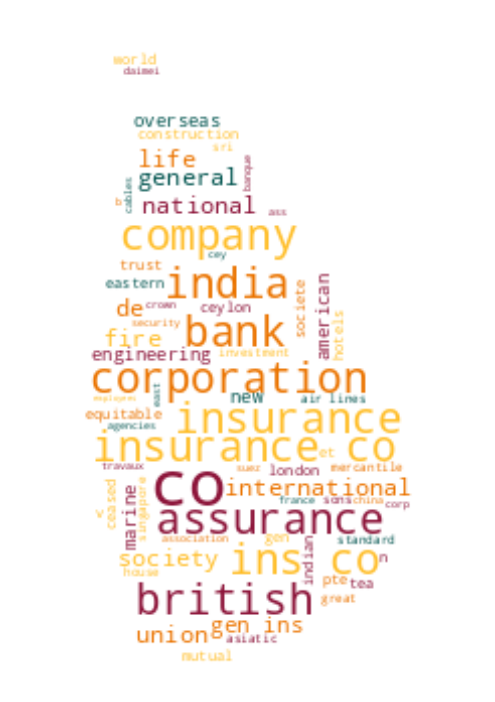 world
daimei
overseas
construction
sri
life
banque
general
cables
b
national
ass
company
cey
trust
eastern
india
american
de
crown
ceylon
societe
hotels
security
fire
bank
engineering
investment
corporation
employees
east
new
air lines
equitable
insurance
agencies
insurance co
et
travaux
suez
london
mercantile
co
international
ceased
singapore
marine
france
sons
china
corp
v
assurance
association
gen
standard
indian
society
ins co
n
house
pte
tea
british
great
gen ins
union
asiatic
mutual